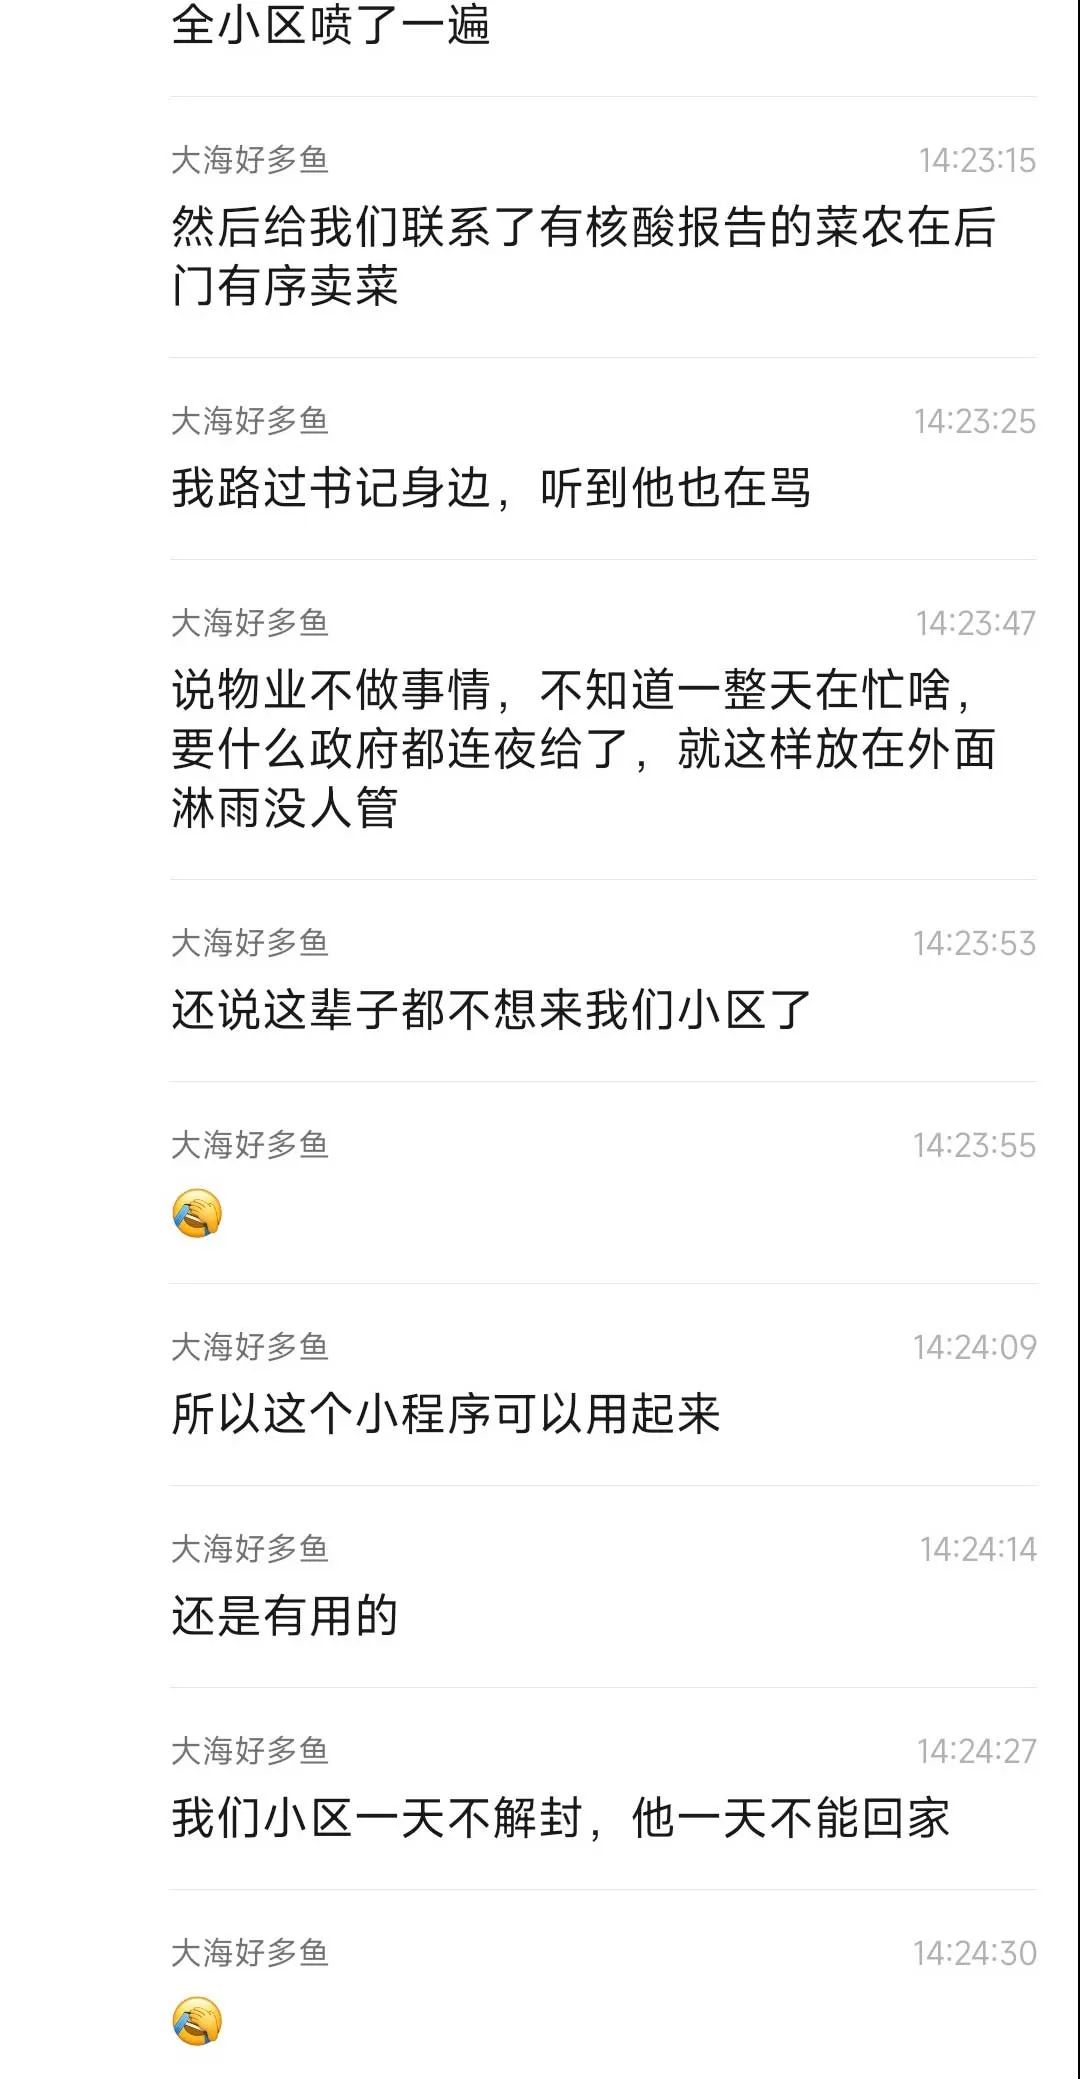 全小区喷了一遍
大海好多鱼 14:23:15
然后给我们联系了有核酸报告的菜农在后
门有序卖菜
大海好多鱼 14:23:25
我路过书记身边，听到他也在骂
大海好多鱼 14:23:47
说物业不做事情，不知道一整天在忙啥，
要什么政府都连夜给了，就这样放在外面
淋雨没人管
大海好多鱼 14:23:53
还说这辈子都不想来我们小区了
大海好多鱼 14:23:55
🤦
大海好多鱼 14:24:09
所以这个小程序可以用起来
大海好多鱼 14:24:14
还是有用的
大海好多鱼 14:24:27
我们小区一天不解封，他一天不能回家
大海好多鱼 14:24:30